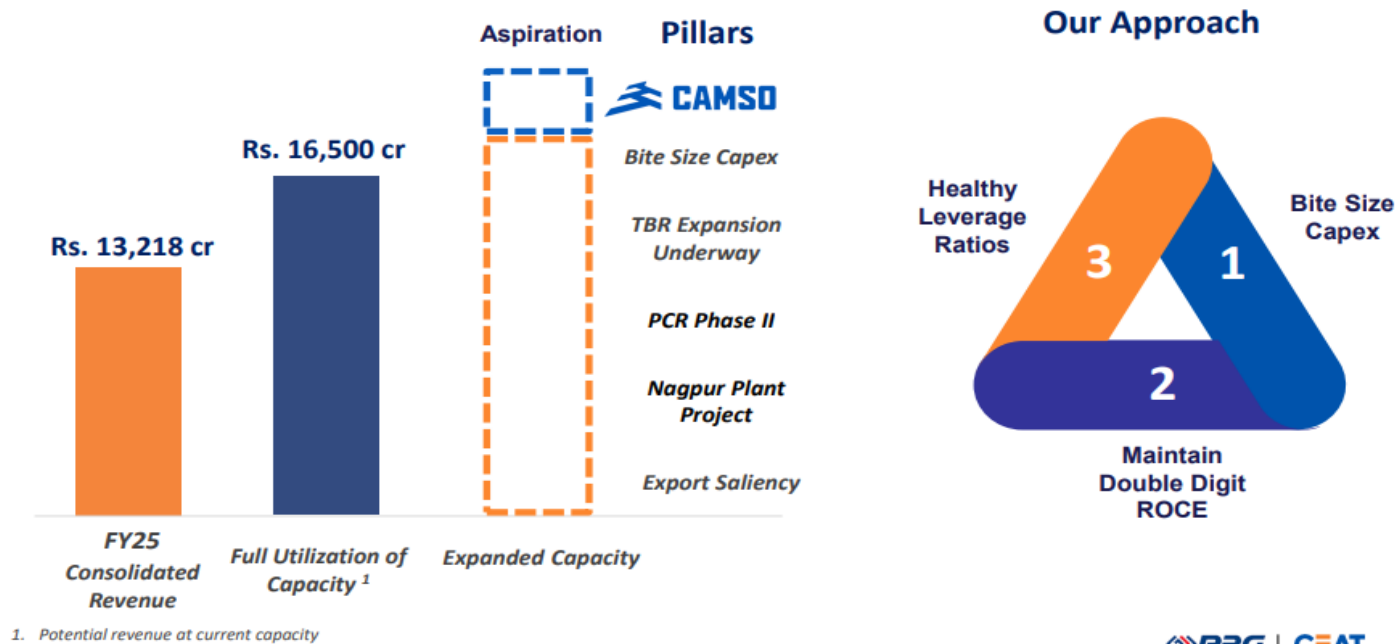 Aspiration
Pillars
CAMSO
Rs. 16,500 cr
Rs. 13,218 cr
Bite Size Capex
TBR Expansion
Underway
PCR Phase II
Nagpur Plant
Project
Export Saliency
FY25
Consolidated
Revenue
Full Utilization of
Capacity ¹
Expanded Capacity
1. Potential revenue at current capacity
Our Approach
Healthy
Leverage
Ratios
3
1
Bite Size
Capex
2
Maintain
Double Digit
ROCE